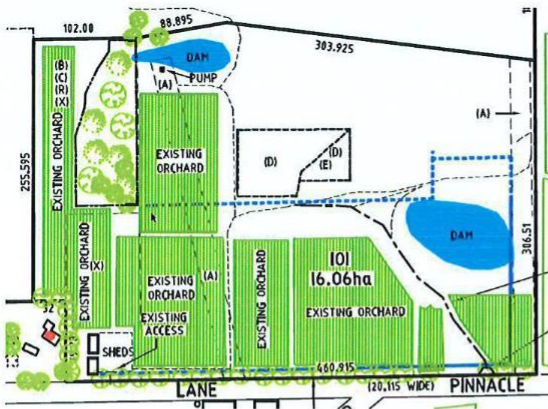 102.00
88.895
303.925
DAM
PUMP
(A)
(B)
(C)
(R)
(X)
EXISTING ORCHARD
255.595
EXISTING
ORCHARD
(D)
(D)
(E)
(A)
306.51
DAM
EXISTING ORCHARD
(X)
EXISTING
ORCHARD
(A)
EXISTING
ACCESS
EXISTING ORCHARD
101
16.06ha
EXISTING ORCHARD
32
SHEDS
460.915
LANE
(20.115 WIDE)
PINNACLE